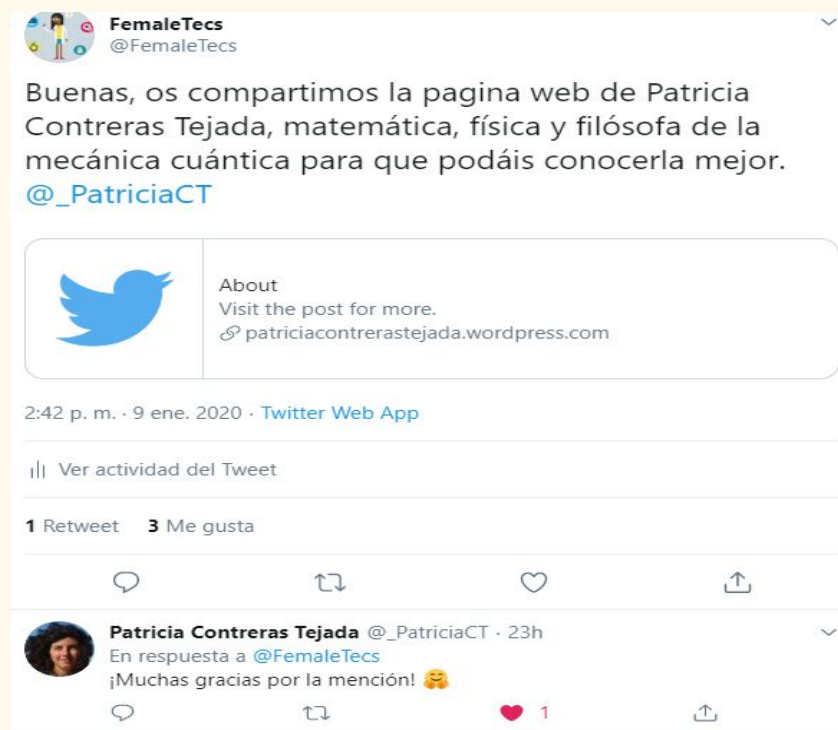 FemaleTecs
@FemaleTecs
Buenas, os compartimos la pagina web de Patricia
Contreras Tejada, matemática, física y filósofa de la
mecánica cuántica para que podáis conocerla mejor.
@_PatriciaCT
About
Visit the post for more.
patriciacontrerastejada.wordpress.com
2:42 p. m. · 9 ene. 2020 · Twitter Web App
Ver actividad del Tweet
1 Retweet 3 Me gusta
Patricia Contreras Tejada @_PatriciaCT · 23h
En respuesta a @FemaleTecs
¡Muchas gracias por la mención! 🤗
1